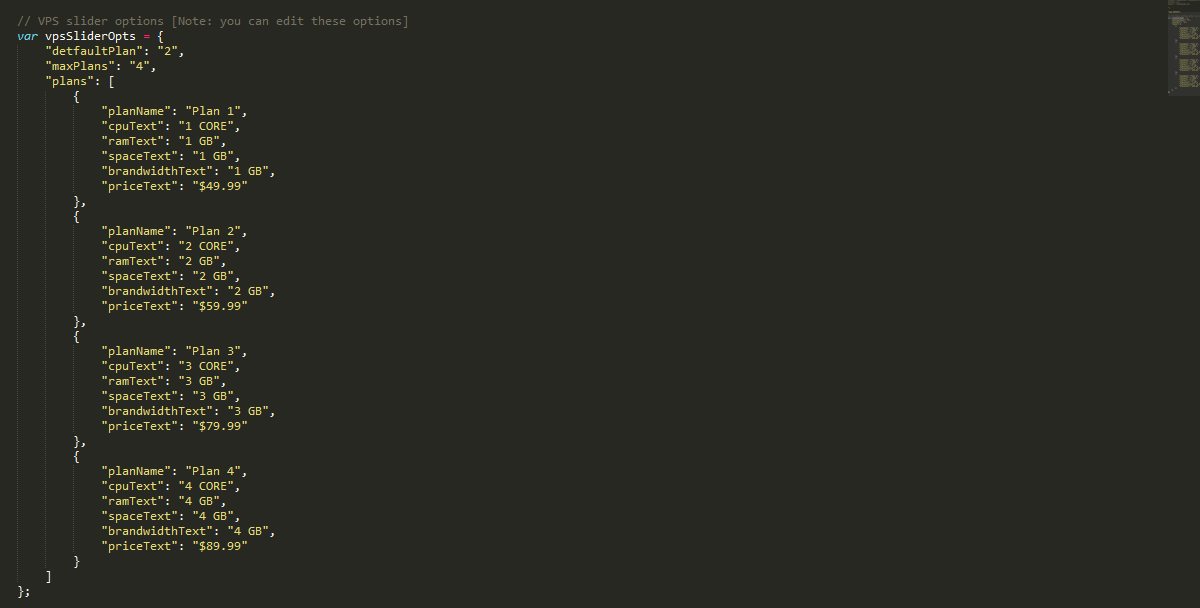 // VPS slider options [Note: you can edit these options]
var vpsSliderOpts = {
    "detfaultPlan": "2",
    "maxPlans": "4",
    "plans": [
        {
            "planName": "Plan 1",
            "cpuText": "1 CORE",
            "ramText": "1 GB",
            "spaceText": "1 GB",
            "brandwidthText": "1 GB",
            "priceText": "$49.99"
        },
        {
            "planName": "Plan 2",
            "cpuText": "2 CORE",
            "ramText": "2 GB",
            "spaceText": "2 GB",
            "brandwidthText": "2 GB",
            "priceText": "$59.99"
        },
        {
            "planName": "Plan 3",
            "cpuText": "3 CORE",
            "ramText": "3 GB",
            "spaceText": "3 GB",
            "brandwidthText": "3 GB",
            "priceText": "$79.99"
        },
        {
            "planName": "Plan 4",
            "cpuText": "4 CORE",
            "ramText": "4 GB",
            "spaceText": "4 GB",
            "brandwidthText": "4 GB",
            "priceText": "$89.99"
        }
    ]
};